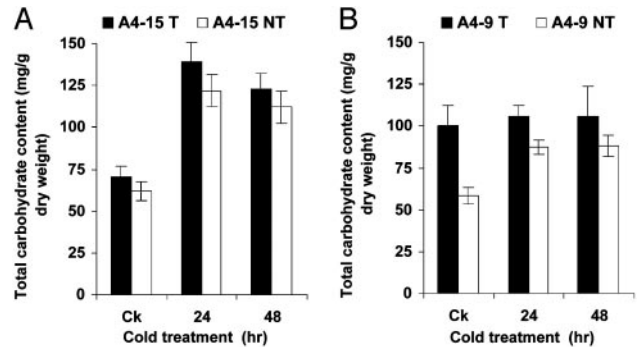 A
A4-15 T A4-15 NT
Total carbohydrate content (mg/g
dry weight)
150
125
100
75
50
25
0
Ck 24 48
Cold treatment (hr)
B
A4-9 T A4-9 NT
Total carbohydrate content (mg/g
dry weight)
150
125
100
75
50
25
0
Ck 24 48
Cold treatment (hr)